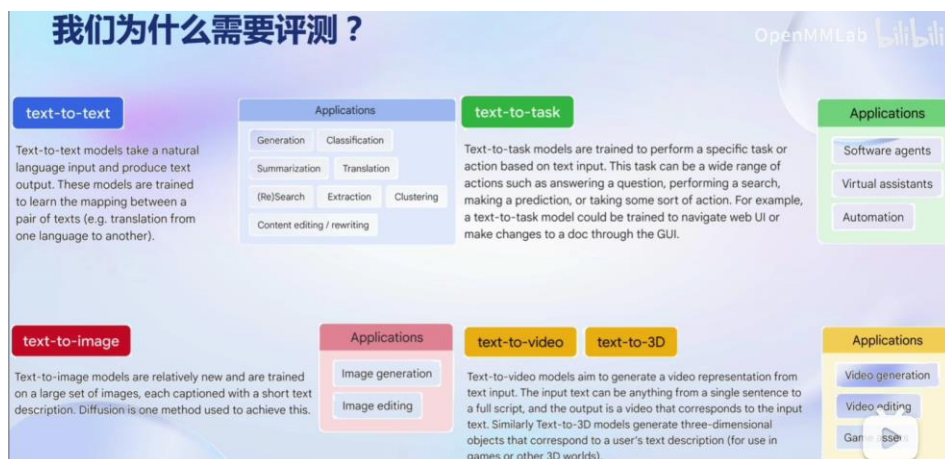 我们为什么需要评测？
OpenMMLab bilibili
text-to-text
Text-to-text models take a natural
language input and produce text
output. These models are trained
to learn the mapping between a
pair of texts (e.g. translation from
one language to another).
Applications
Generation Classification
Summarization Translation
(Re)Search Extraction Clustering
Content editing / rewriting
text-to-task
Text-to-task models are trained to perform a specific task or
action based on text input. This task can be a wide range of
actions such as answering a question, performing a search,
making a prediction, or taking some sort of action. For example,
a text-to-task model could be trained to navigate web UI or
make changes to a doc through the GUI.
Applications
Software agents
Virtual assistants
Automation
text-to-image
Text-to-image models are relatively new and are trained
on a large set of images, each captioned with a short text
description. Diffusion is one method used to achieve this.
Applications
Image generation
Image editing
text-to-video text-to-3D
Text-to-video models aim to generate a video representation from
text input. The input text can be anything from a single sentence to
a full script, and the output is a video that corresponds to the input
text. Similarly Text-to-3D models generate three-dimensional
objects that correspond to a user's text description (for use in
games or other 3D worlds).
Applications
Video generation
Video editing
Game assets